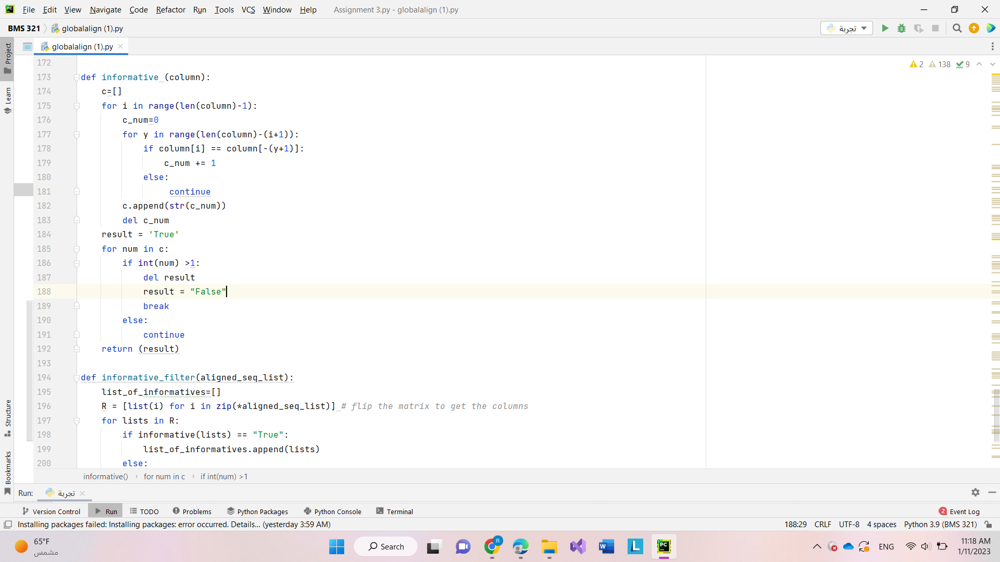 PC File Edit View Navigate Code Refactor Run Tools VCS Window Help Assignment 3.py - globalalign (1).py
BMS 321 globalalign (1).py تجربة
globalalign (1).py
Project
Learn
Structure
Bookmarks
2 138 9
172
173 def informative (column):
174 c=[]
175 for i in range(len(column)-1):
176 c_num=0
177 for y in range(len(column)-(i+1)):
178 if column[i] == column[-(y+1)]:
179 c_num += 1
180 else:
181 continue
182 c.append(str(c_num))
183 del c_num
184 result = 'True'
185 for num in c:
186 if int(num) >1:
187 del result
188 result = "False"
189 break
190 else:
191 continue
192 return (result)
193
194 def informative_filter(aligned_seq_list):
195 list_of_informatives=[]
196 R = [list(i) for i in zip(*aligned_seq_list)] # flip the matrix to get the columns
197 for lists in R:
198 if informative(lists) == "True":
199 list_of_informatives.append(lists)
200 else:
informative() › for num in c › if int(num) >1
Run: تجربة
Version Control Run TODO Problems Python Packages Python Console Terminal 2 Event Log
Installing packages failed: Installing packages: error occurred. Details... (yesterday 3:59 AM) 188:29 CRLF UTF-8 4 spaces Python 3.9 (BMS 321)
65°F
مشمس
Search
R
W
L
PC
ENG
11:18 AM
1/11/2023